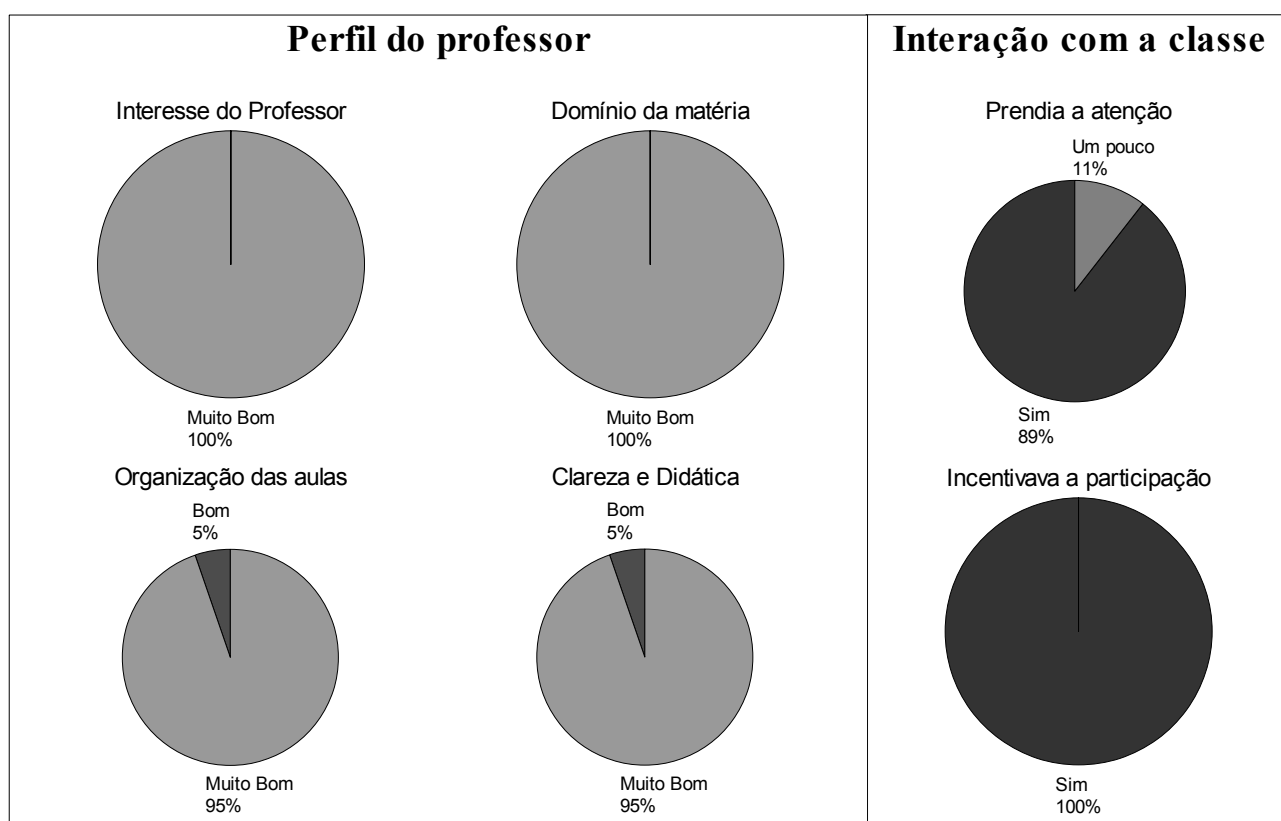 Perfil do professor
Interesse do Professor
Muito Bom
100%
Domínio da matéria
Muito Bom
100%
Organização das aulas
Bom
5%
Muito Bom
95%
Clareza e Didática
Bom
5%
Muito Bom
95%
Interação com a classe
Prendia a atenção
Um pouco
11%
Sim
89%
Incentivava a participação
Sim
100%